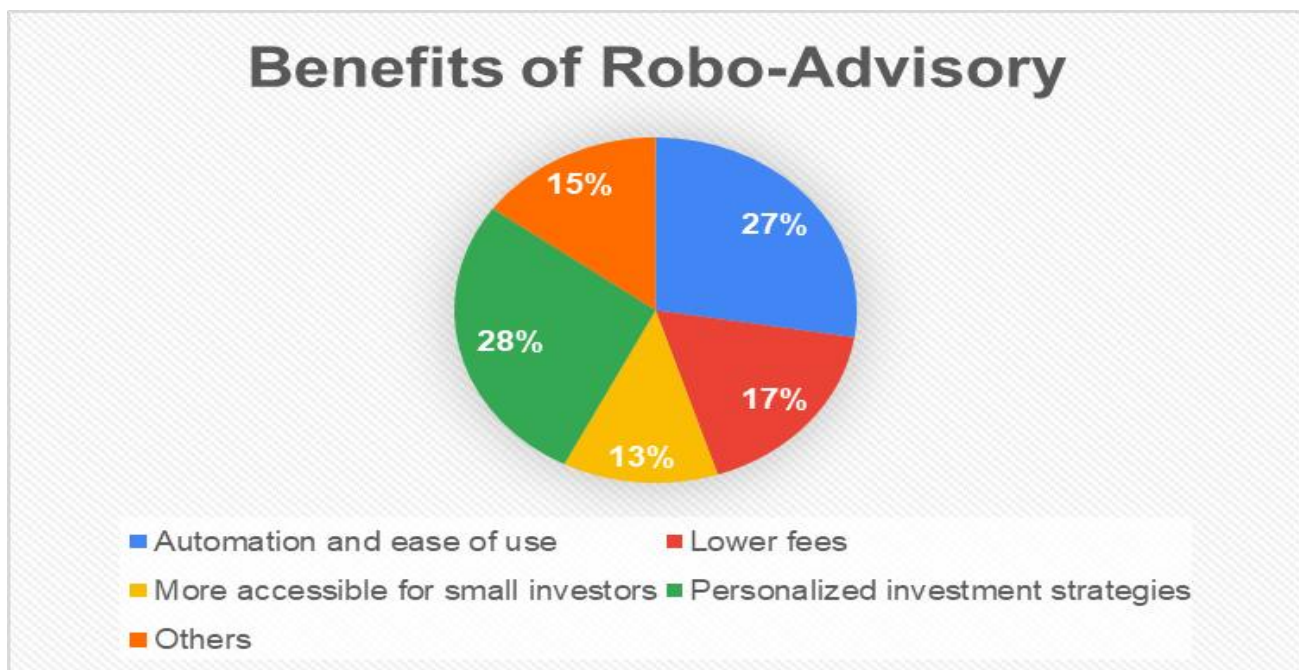 Benefits of Robo-Advisory
15%
27%
28%
17%
13%
Automation and ease of use
Lower fees
More accessible for small investors
Personalized investment strategies
Others